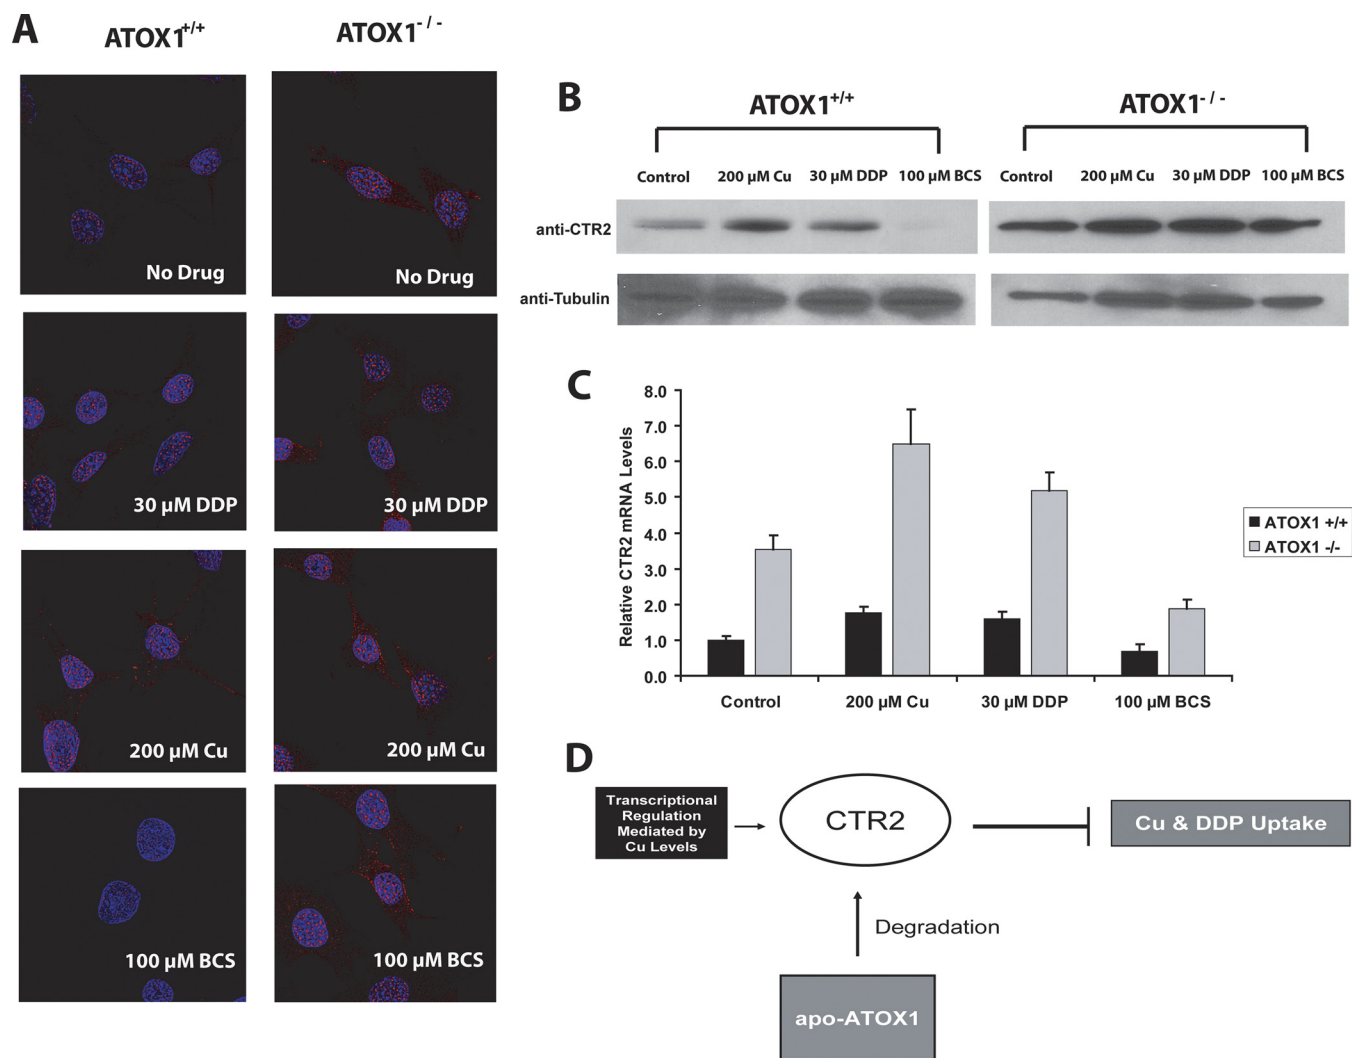 A
ATOX1+/+
ATOX1- / -
No Drug
No Drug
30 µM DDP
30 µM DDP
200 µM Cu
200 µM Cu
100 µM BCS
100 µM BCS
B
ATOX1+/+
ATOX1- / -
Control 200 µM Cu 30 µM DDP 100 µM BCS
Control 200 µM Cu 30 µM DDP 100 µM BCS
anti-CTR2
anti-Tubulin
C
Relative CTR2 mRNA Levels
8.0
7.0
6.0
5.0
4.0
3.0
2.0
1.0
0.0
Control 200 µM Cu 30 µM DDP 100 µM BCS
ATOX1 +/+
ATOX1 -/-
D
Transcriptional
Regulation
Mediated by
Cu Levels
CTR2
Cu & DDP Uptake
Degradation
apo-ATOX1